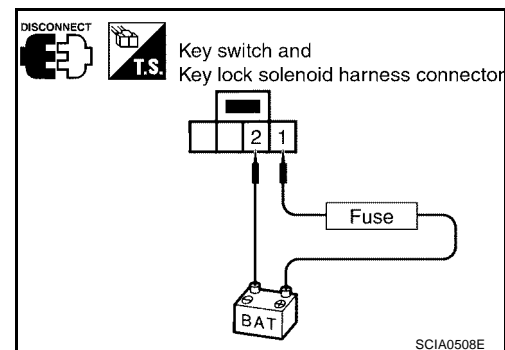 DISCONNECT
T.S.
Key switch and
Key lock solenoid harness connector
2 1
Fuse
BAT
SCIA0508E